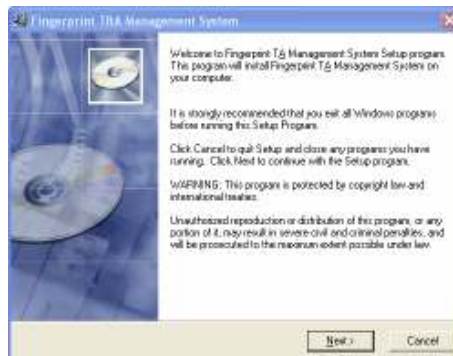 Fingerprint T&A Management System
Welcome to Fingerprint TA Management System Setup program.
This program will install Fingerprint TA Management System on
your computer.
It is strongly recommended that you exit all Windows programs
before running this Setup Program.
Click Cancel to quit Setup and close any programs you have
running. Click Next to continue with the Setup program.
WARNING: This program is protected by copyright law and
international treaties.
Unauthorized reproduction or distribution of this program, or any
portion of it, may result in severe civil and criminal penalties, and
will be prosecuted to the maximum extent possible under law.
Next >
Cancel